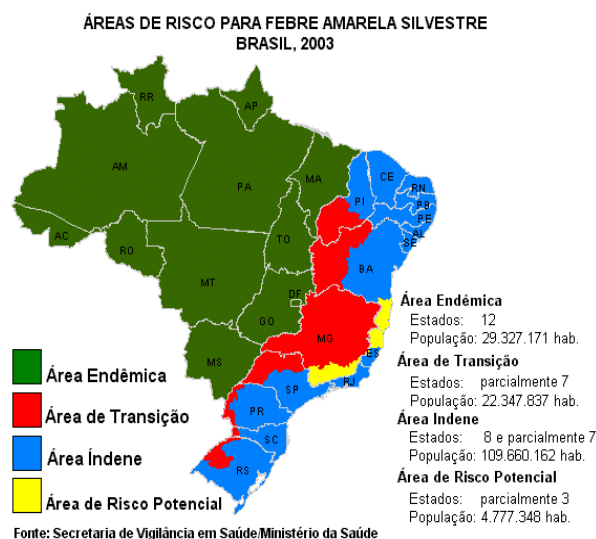 ÁREAS DE RISCO PARA FEBRE AMARELA SILVESTRE
BRASIL, 2003
RR
AP
AM
PA
MA
CE
RN
PI
PB
PE
AL
SE
AC
RO
TO
BA
MT
DF
GO
MG
MS
ES
SP
RJ
PR
SC
RS
Área Endêmica
Área de Transição
Área Índene
Área de Risco Potencial
Área Endêmica
Estados: 12
População: 29.327.171 hab.
Área de Transição
Estados: parcialmente 7
População: 22.347.837 hab.
Área Indene
Estados: 8 e parcialmente 7
População: 109.660.162 hab.
Área de Risco Potencial
Estados: parcialmente 3
População: 4.777.348 hab.
Fonte: Secretaria de Vigilância em Saúde/Ministério da Saúde